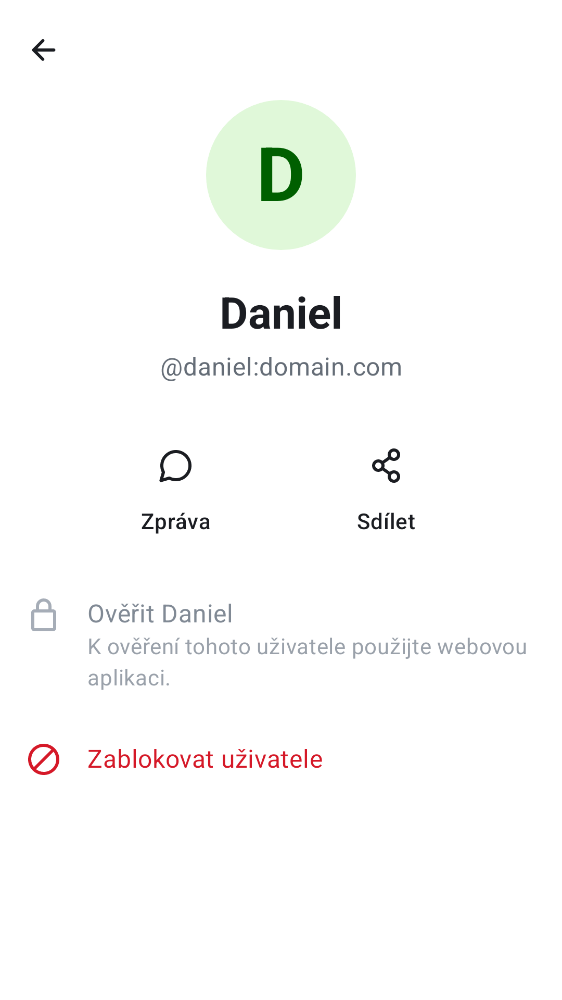 D
Daniel
@daniel:domain.com
Zpráva
Sdílet
Ověřit Daniel
K ověření tohoto uživatele použijte webovou
aplikaci.
Zablokovat uživatele